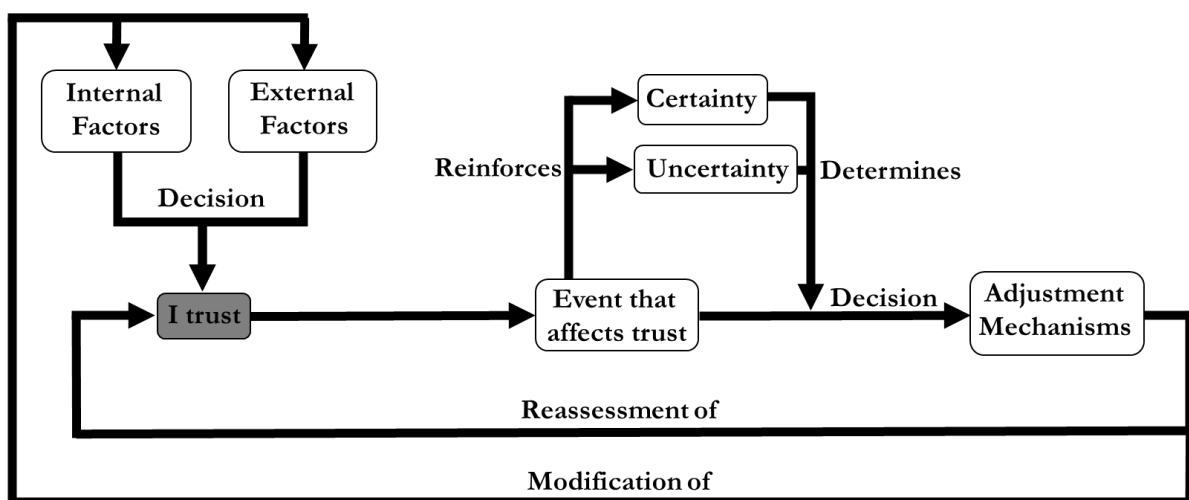 Internal
Factors
External
Factors
Decision
I trust
Reinforces
Certainty
Uncertainty
Determines
Event that
affects trust
Decision
Adjustment
Mechanisms
Reassessment of
Modification of